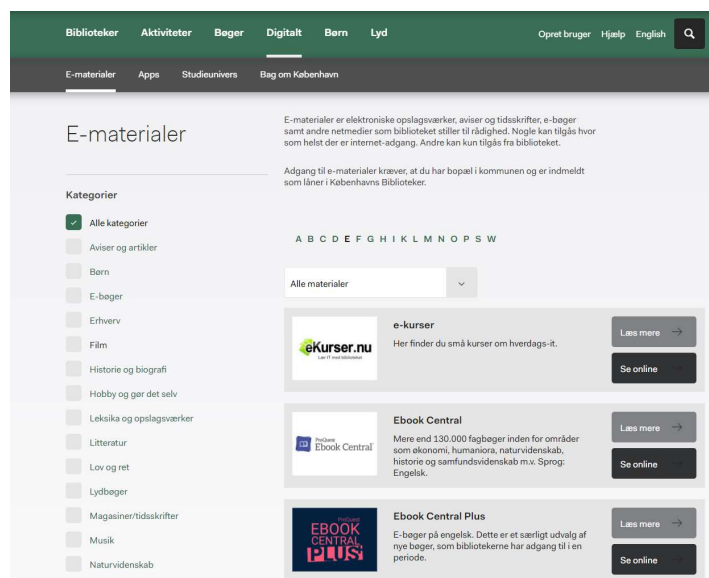 Biblioteker Aktiviteter Bøger Digitalt Børn Lyd Opret bruger Hjælp English
E-materialer Apps Studieunivers Bag om København
E-materialer
E-materialer er elektroniske opslagsværker, aviser og tidsskrifter, e-bøger
samt andre netmedier som biblioteket stiller til rådighed. Nogle kan tilgås hvor
som helst der er internet-adgang. Andre kan kun tilgås fra biblioteket.
Adgang til e-materialer kræver, at du har bopæl i kommunen og er indmeldt
som låner i Københavns Biblioteker.
Kategorier
Alle kategorier
Aviser og artikler
Børn
E-bøger
Erhverv
Film
Historie og biografi
Hobby og gør det selv
Leksika og opslagsværker
Litteratur
Lov og ret
Lydbøger
Magasiner/tidsskrifter
Musik
Naturvidenskab
A B C D E F G H I K L M N O P S W
Alle materialer
eKurser.nu
Lær IT med biblioteket
e-kurser
Her finder du små kurser om hverdags-it.
Læs mere
Se online
ProQuest
Ebook Central
Ebook Central
Mere end 130.000 fagbøger inden for områder
som økonomi, humaniora, naturvidenskab,
historie og samfundsvidenskab m.v. Sprog:
Engelsk.
Læs mere
Se online
ProQuest
EBOOK
CENTRAL
PLUS
Ebook Central Plus
E-bøger på engelsk. Dette er et særligt udvalg af
nye bøger, som bibliotekerne har adgang til i en
periode.
Læs mere
Se online